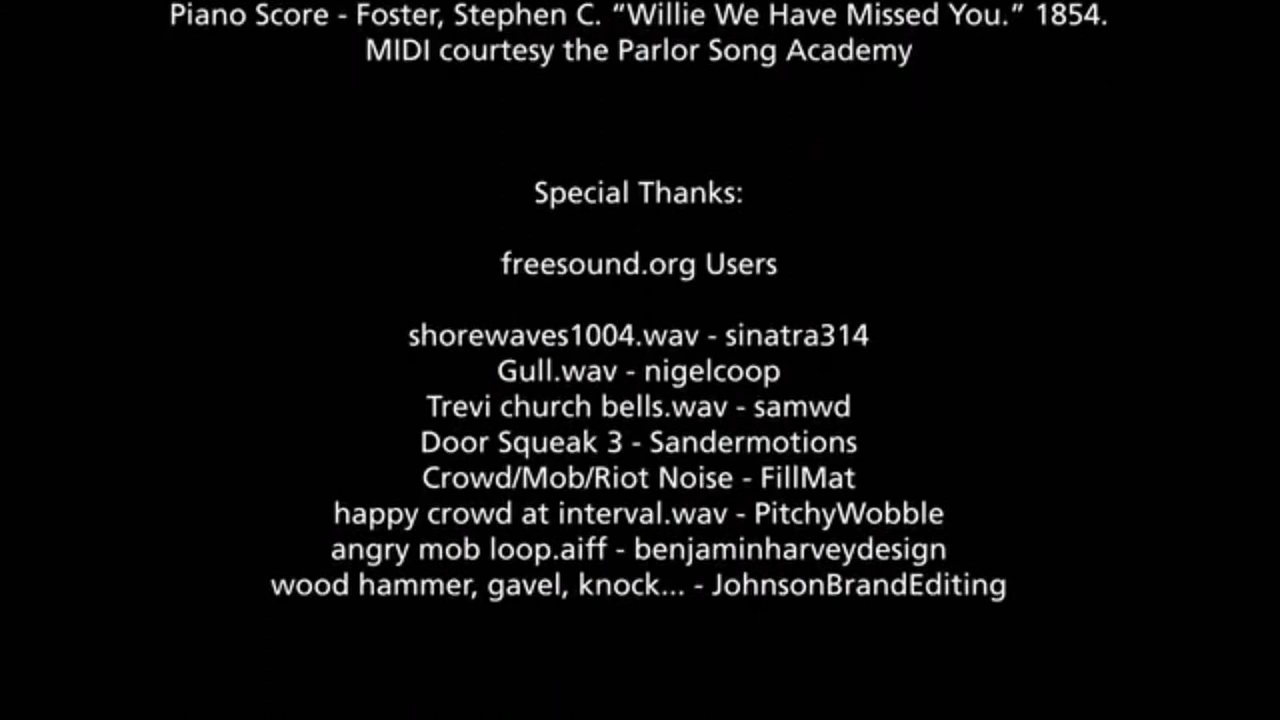 Piano Score - Foster, Stephen C. “Willie We Have Missed You.” 1854.
MIDI courtesy the Parlor Song Academy
Special Thanks:
freesound.org Users
shorewaves1004.wav - sinatra314
Gull.wav - nigelcoop
Trevi church bells.wav - samwd
Door Squeak 3 - Sandermotions
Crowd/Mob/Riot Noise - FillMat
happy crowd at interval.wav - PitchyWobble
angry mob loop.aiff - benjaminharveydesign
wood hammer, gavel, knock... - JohnsonBrandEditing